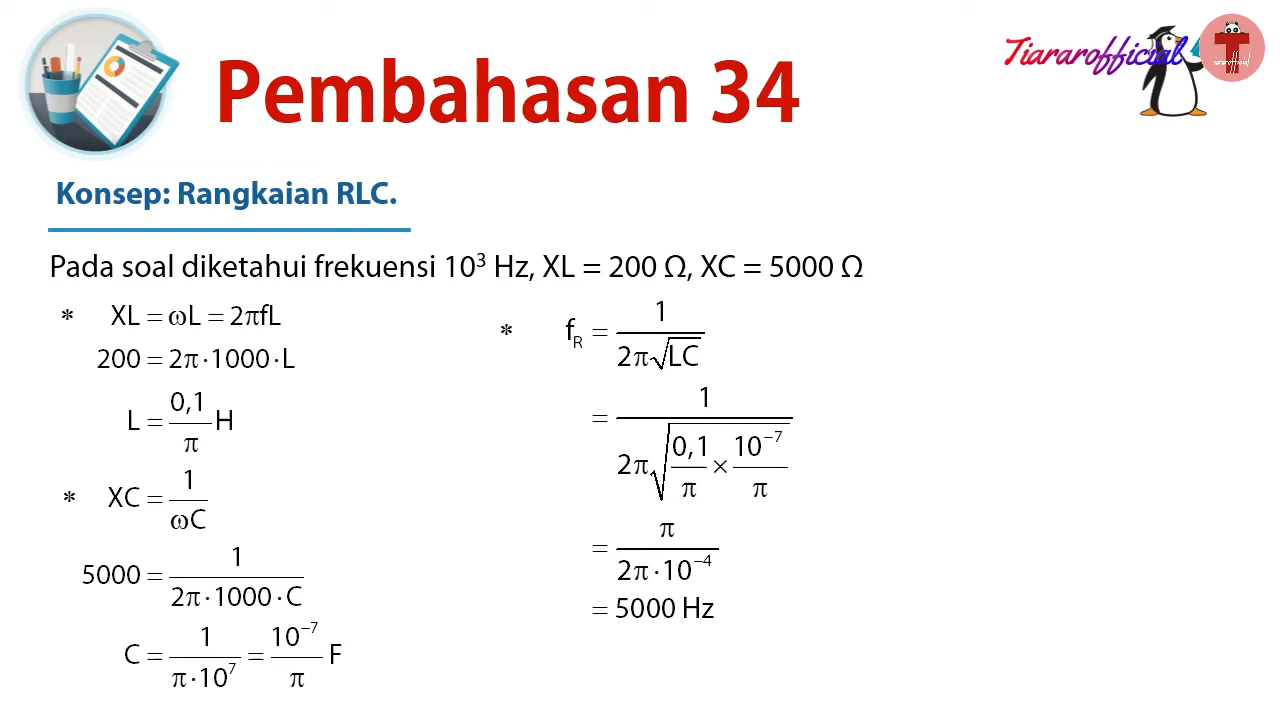 Pembahasan 34
Tiararofficial
T
tiararofficial
Konsep: Rangkaian RLC.
Pada soal diketahui frekuensi 10³ Hz, XL = 200 Ω, XC = 5000 Ω
* XL = ωL = 2πfL
200 = 2π·1000·L
L = 0,1/π H
* XC = 1/ωC
5000 = 1/(2π·1000·C)
C = 1/(π·10⁷) = 10⁻⁷/π F
* fR = 1/(2π√LC)
= 1/(2π√(0,1/π × 10⁻⁷/π))
= π/(2π·10⁻⁴)
= 5000 Hz